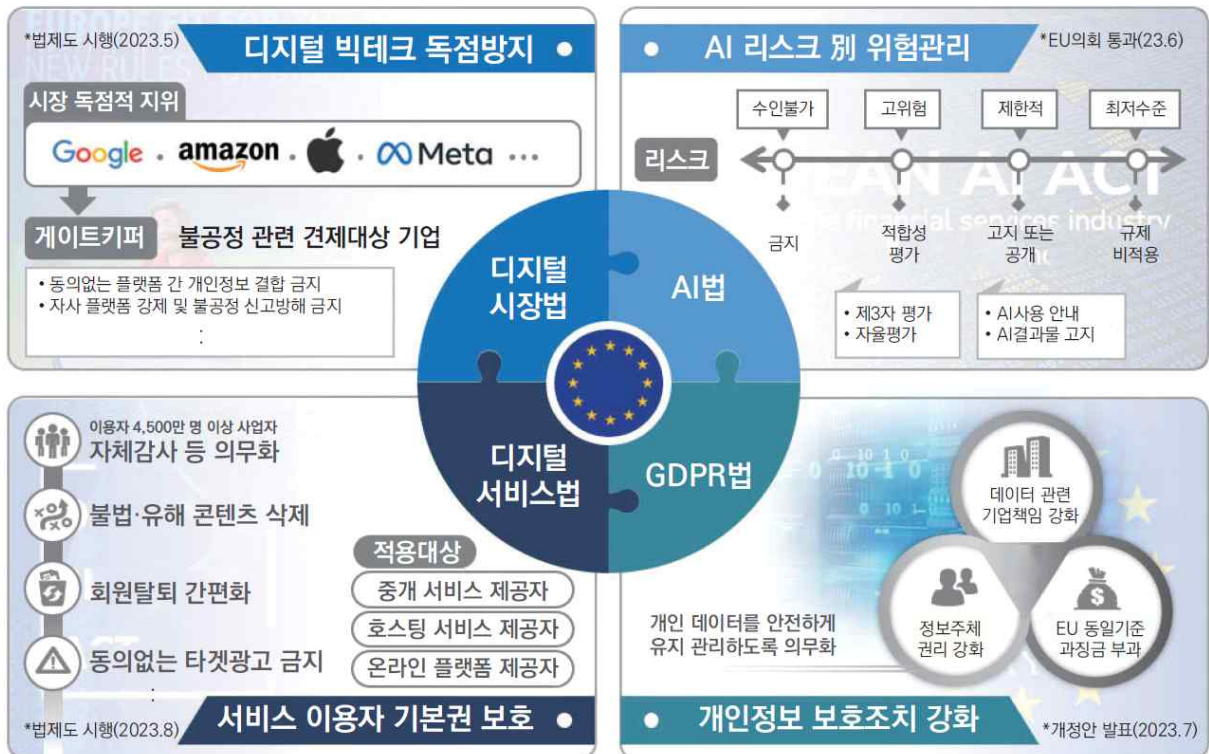 *법제도 시행(2023.5)
디지털 빅테크 독점방지
시장 독점적 지위
Google · amazon · · Meta ···
게이트키퍼 불공정 관련 견제대상 기업
• 동의없는 플랫폼 간 개인정보 결합 금지
• 자사 플랫폼 강제 및 불공정 신고방해 금지
:
AI 리스크 別 위험관리
*EU의회 통과(23.6)
수인불가 고위험 제한적 최저수준
리스크
EAN AI ACT
financial services industry
금지
적합성
평가
고지 또는
공개
규제
비적용
• 제3자 평가
• 자율평가
• AI사용 안내
• AI결과물 고지
디지털
시장법
AI법
디지털
서비스법
GDPR법
이용자 4,500만 명 이상 사업자
자체감사 등 의무화
불법·유해 콘텐츠 삭제
회원탈퇴 간편화
동의없는 타겟광고 금지
:
적용대상
중개 서비스 제공자
호스팅 서비스 제공자
온라인 플랫폼 제공자
*법제도 시행(2023.8)
서비스 이용자 기본권 보호
데이터 관련
기업책임 강화
정보주체
권리 강화
EU 동일기준
과징금 부과
개인 데이터를 안전하게
유지 관리하도록 의무화
개인정보 보호조치 강화
*개정안 발표(2023.7)